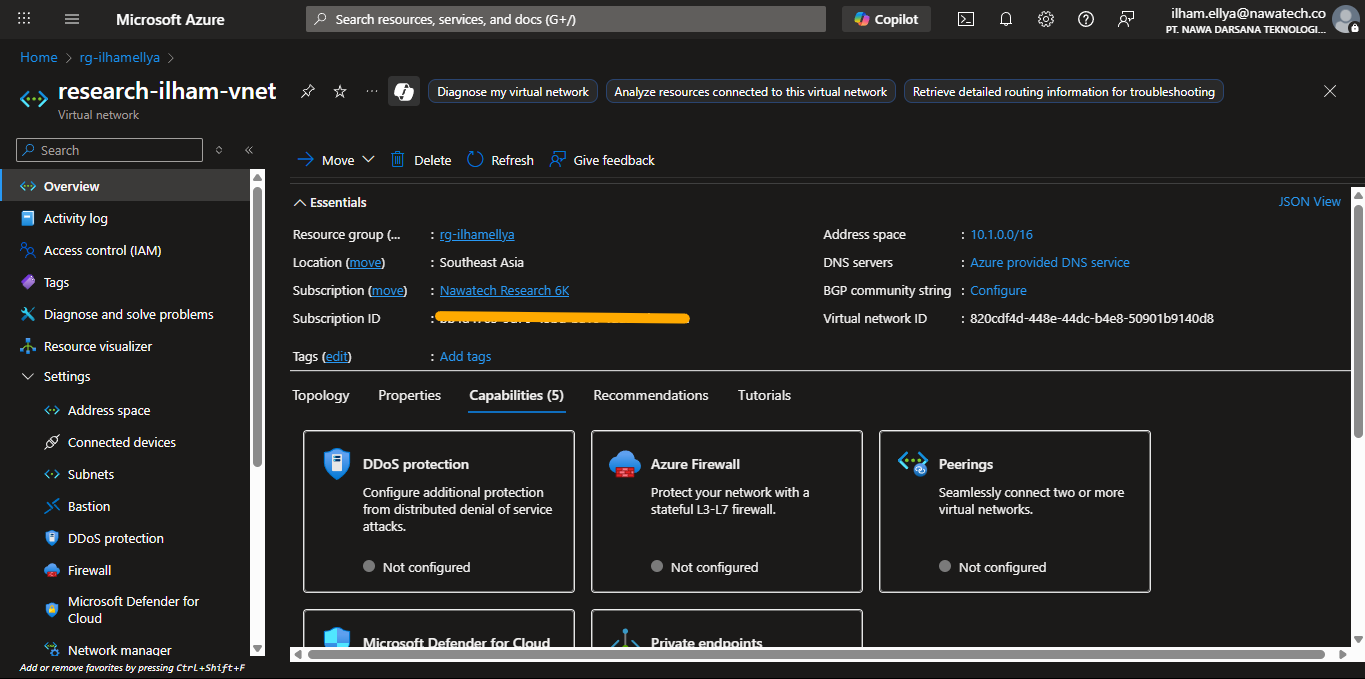 Microsoft Azure
Search resources, services, and docs (G+/)
Copilot
ilham.ellya@nawatech.co
PT. NAWA DARSANA TEKNOLOGI...
Home > rg-ilhamellya >
research-ilham-vnet
Virtual network
Diagnose my virtual network
Analyze resources connected to this virtual network
Retrieve detailed routing information for troubleshooting
Search
Overview
Activity log
Access control (IAM)
Tags
Diagnose and solve problems
Resource visualizer
Settings
Address space
Connected devices
Subnets
Bastion
DDoS protection
Firewall
Microsoft Defender for
Cloud
Network manager
Add or remove favorites by pressing Ctrl+Shift+F
Move
Delete
Refresh
Give feedback
Essentials
JSON View
Resource group (... : rg-ilhamellya
Location (move) : Southeast Asia
Subscription (move) : Nawatech Research 6K
Subscription ID :
Address space : 10.1.0.0/16
DNS servers : Azure provided DNS service
BGP community string : Configure
Virtual network ID : 820cdf4d-448e-44dc-b4e8-50901b9140d8
Tags (edit) : Add tags
Topology
Properties
Capabilities (5)
Recommendations
Tutorials
DDoS protection
Configure additional protection
from distributed denial of service
attacks.
Not configured
Azure Firewall
Protect your network with a
stateful L3-L7 firewall.
Not configured
Peerings
Seamlessly connect two or more
virtual networks.
Not configured
Microsoft Defender for Cloud
Private endpoints